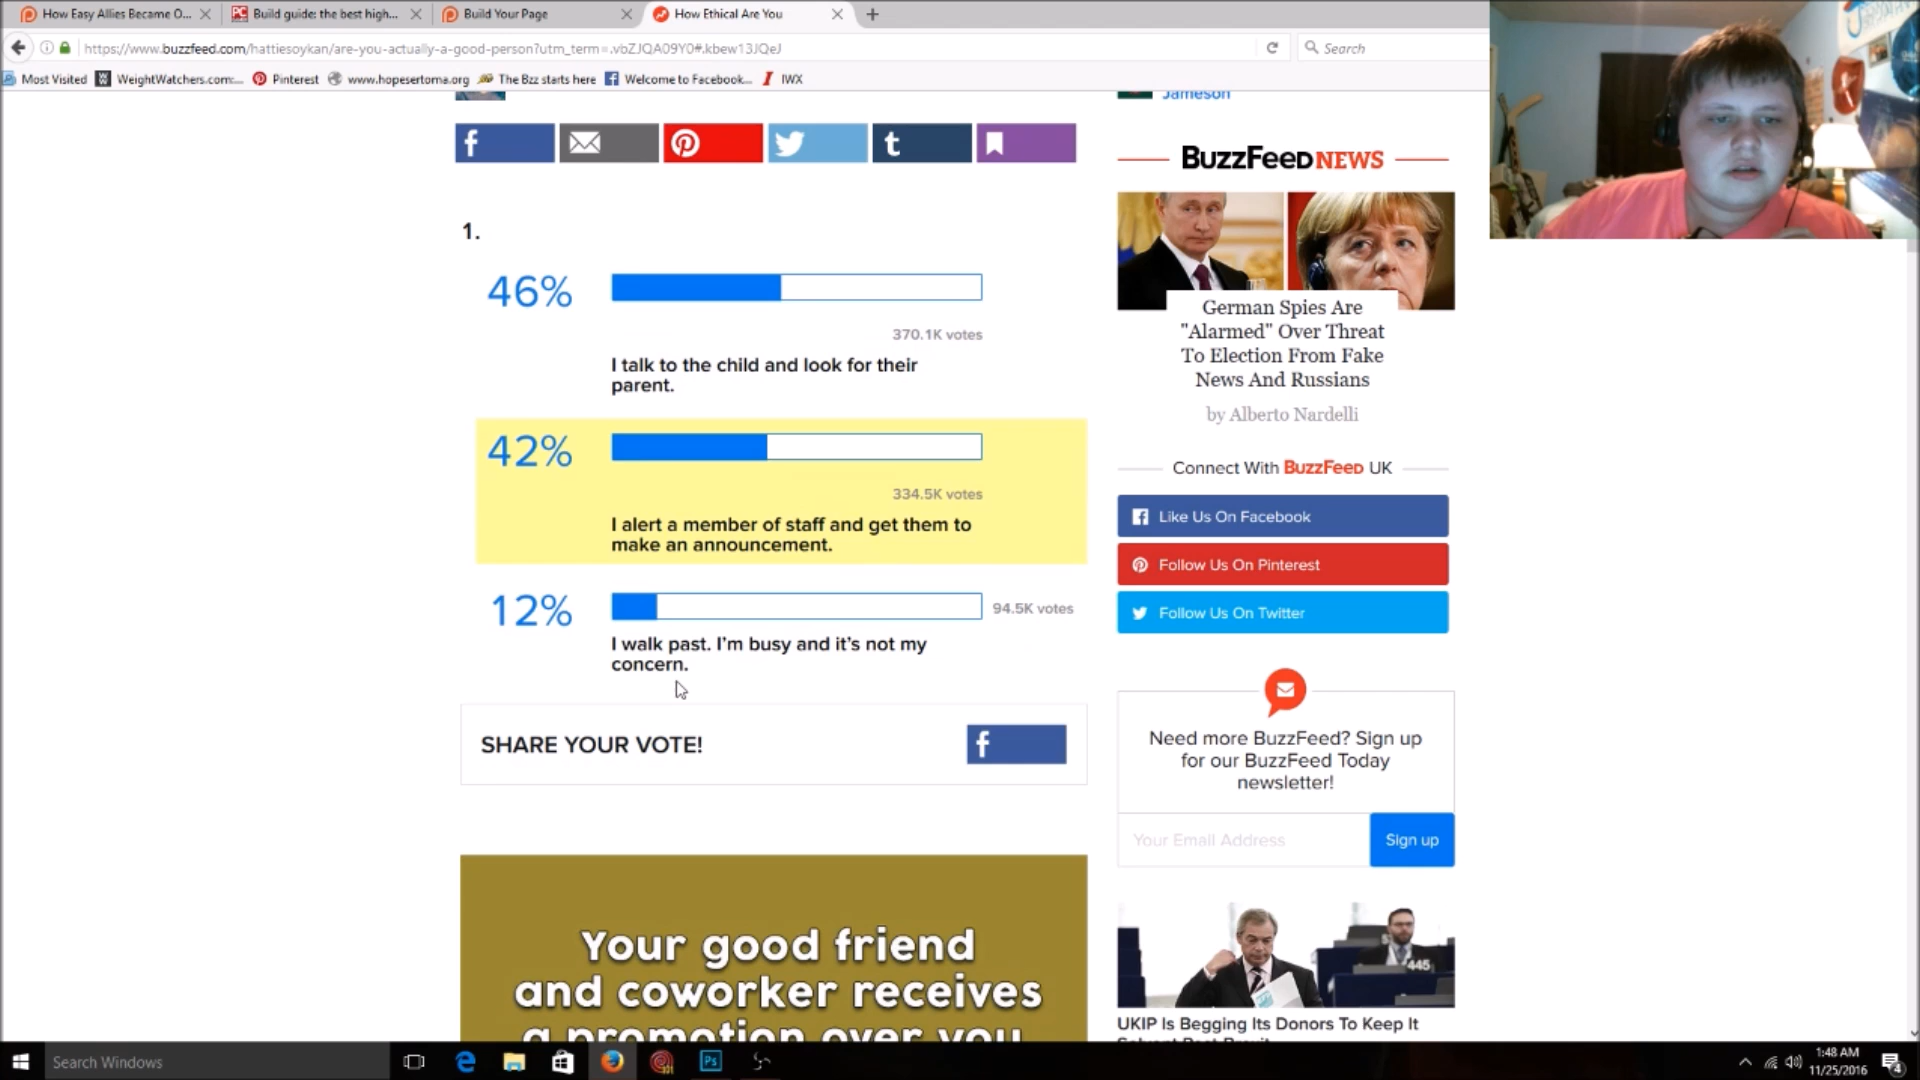 How Easy Allies Became O...
Build guide: the best high...
Build Your Page
How Ethical Are You
https://www.buzzfeed.com/hattiesoykan/are-you-actually-a-good-person?utm_term=.vbZJQA09Y0#.kbew13JQeJ
Search
Most Visited
WeightWatchers.com:...
Pinterest
www.hopesertoma.org
The Bzz starts here
Welcome to Facebook...
IWX
Jameson
1.
46%
370.1K votes
I talk to the child and look for their
parent.
42%
334.5K votes
I alert a member of staff and get them to
make an announcement.
12%
94.5K votes
I walk past. I'm busy and it's not my
concern.
SHARE YOUR VOTE!
Your good friend
and coworker receives
a promotion over you
BuzzFeed NEWS
German Spies Are
"Alarmed" Over Threat
To Election From Fake
News And Russians
by Alberto Nardelli
Connect With BuzzFeed UK
Like Us On Facebook
Follow Us On Pinterest
Follow Us On Twitter
Need more BuzzFeed? Sign up
for our BuzzFeed Today
newsletter!
Your Email Address
Sign up
445
UKIP Is Begging Its Donors To Keep It
Search Windows
Ps
1:48 AM
11/25/2016
4